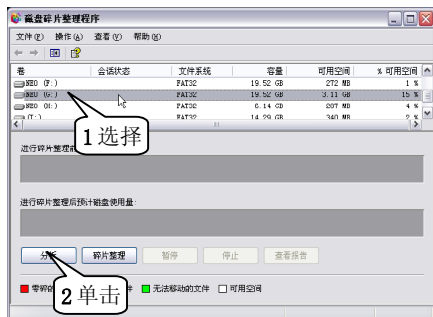 磁盘碎片整理程序
文件(F) 操作(A) 查看(V) 帮助(H)
卷 会话状态 文件系统 容量 可用空间 % 可用空间
NEO (F:) FAT32 19.52 GB 272 MB 1 %
NEO (G:) FAT32 19.52 GB 3.11 GB 15 %
NEO (H:) FAT32 6.14 GB 207 MB 4 %
(I:) FAT32 14.29 GB 340 MB 2 %
1 选择
进行碎片整理前
进行碎片整理后预计磁盘使用量:
分析 碎片整理 暂停 停止 查看报告
零碎的 件 无法移动的文件 可用空间
2 单击